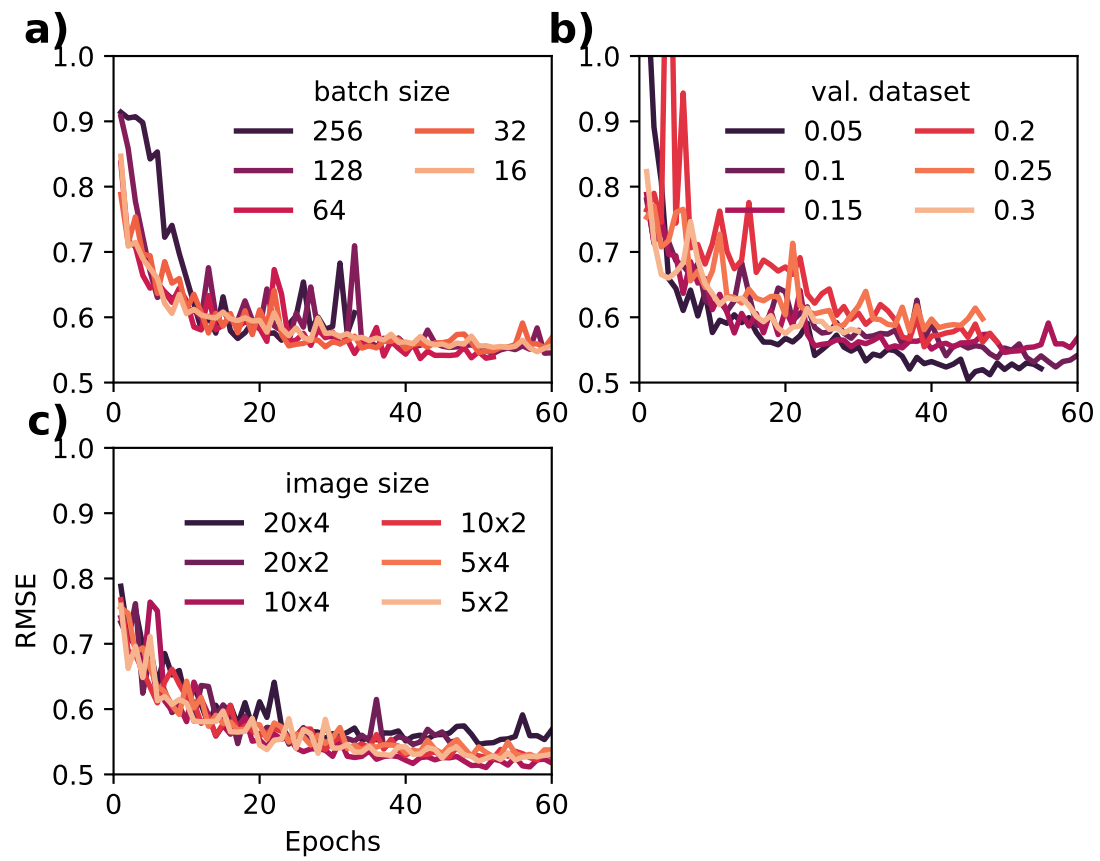 a)
1.0
0.9
0.8
0.7
0.6
0.5
0 20 40 60
batch size
256 32
128 16
64
b)
1.0
0.9
0.8
0.7
0.6
0.5
0 20 40 60
val. dataset
0.05 0.2
0.1 0.25
0.15 0.3
c)
1.0
0.9
0.8
0.7
0.6
0.5
RMSE
0 20 40 60
Epochs
image size
20x4 10x2
20x2 5x4
10x4 5x2